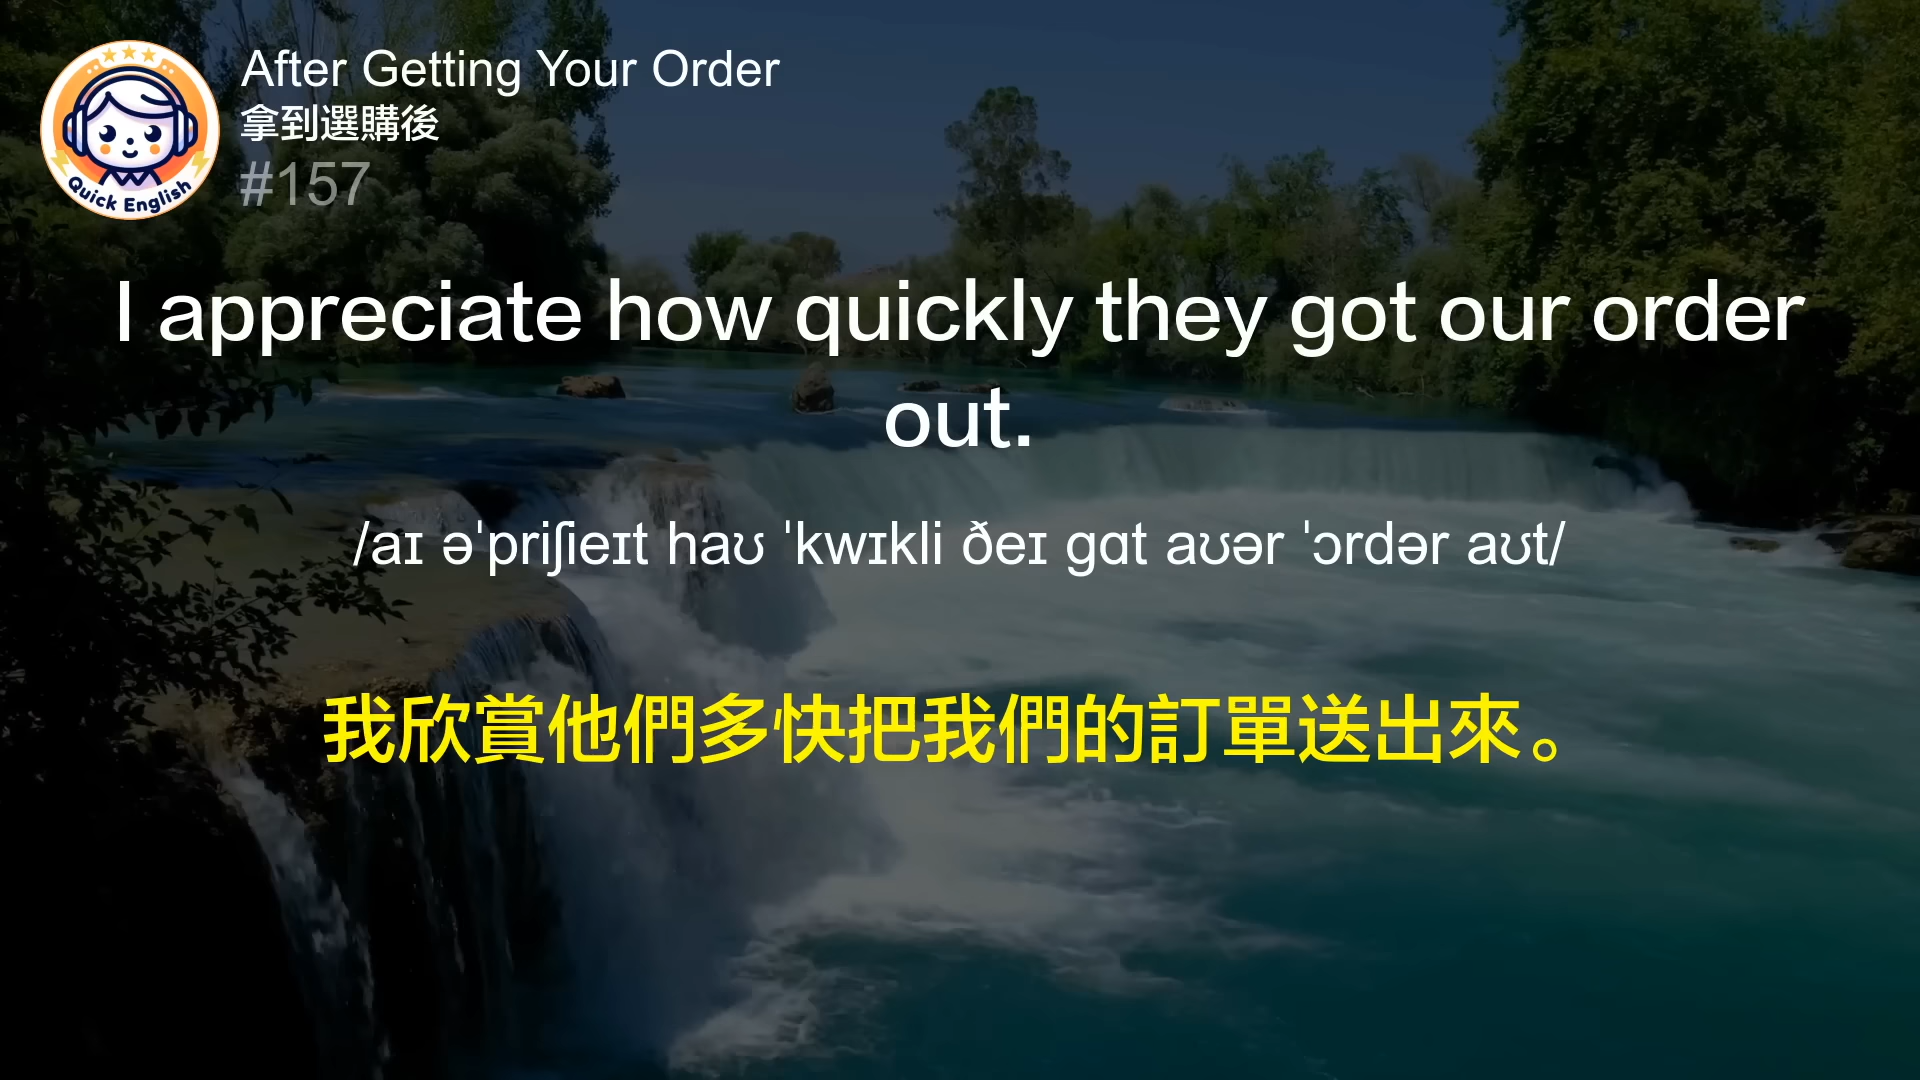 After Getting Your Order
拿到選購後
#157
Quick English
I appreciate how quickly they got our order
out.
/aɪ əˈpriʃieɪt haʊ ˈkwɪkli ðeɪ gɑt aʊər ˈɔrdər aʊt/
我欣賞他們多快把我們的訂單送出來。